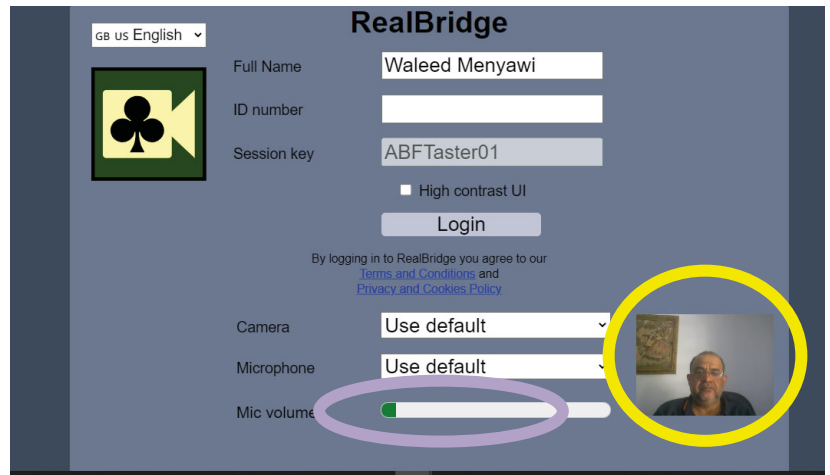 RealBridge
GB US English
Full Name Waleed Menyawi
ID number
Session key ABFTaster01
High contrast UI
Login
By logging in to RealBridge you agree to our
Terms and Conditions and
Privacy and Cookies Policy
Camera Use default
Microphone Use default
Mic volume